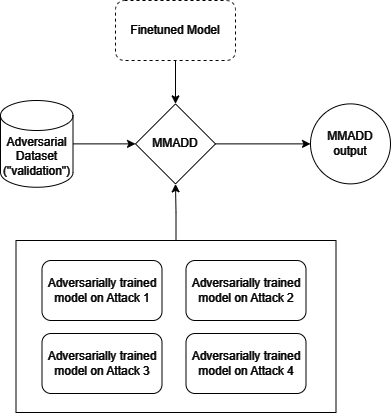 Finetuned Model
Adversarial
Dataset
("validation")
MMADD
MMADD
output
Adversarially trained
model on Attack 1
Adversarially trained
model on Attack 2
Adversarially trained
model on Attack 3
Adversarially trained
model on Attack 4